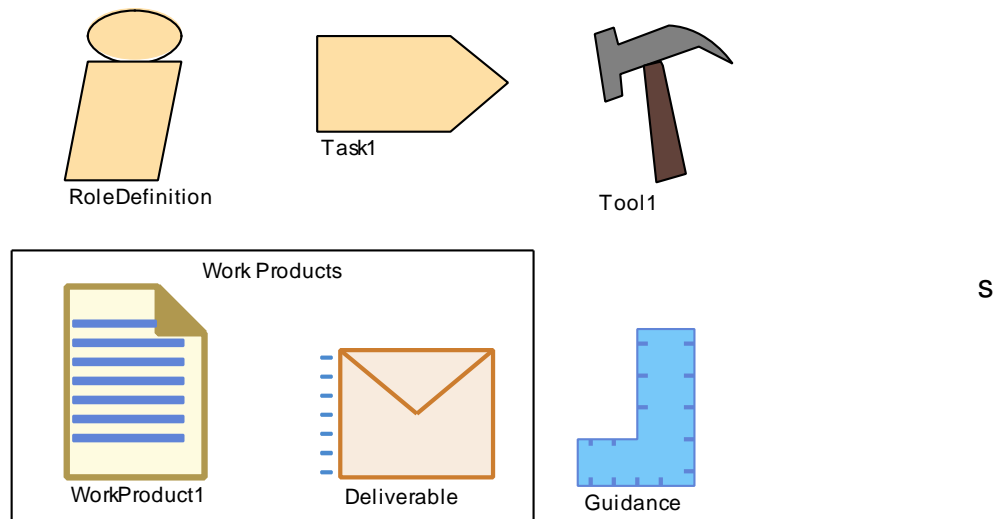 RoleDefinition
Task1
Tool1
Work Products
s
WorkProduct1
Deliverable
Guidance